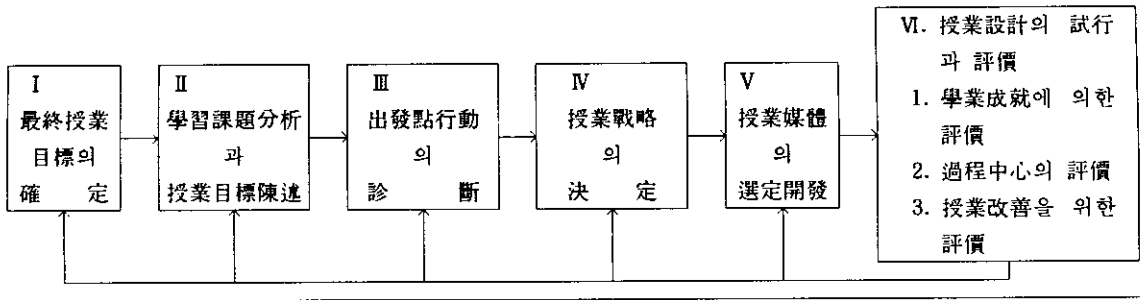 Ⅰ
最終授業
目標의
確 定
Ⅱ
學習課題分析
과
授業目標陳述
Ⅲ
出發點行動
의
診 斷
Ⅳ
授業戰略
의
決 定
Ⅴ
授業媒體
의
選定開發
Ⅵ. 授業設計의 試行
과 評價
1. 學業成就에 의한
評價
2. 過程中心의 評價
3. 授業改善을 위한
評價